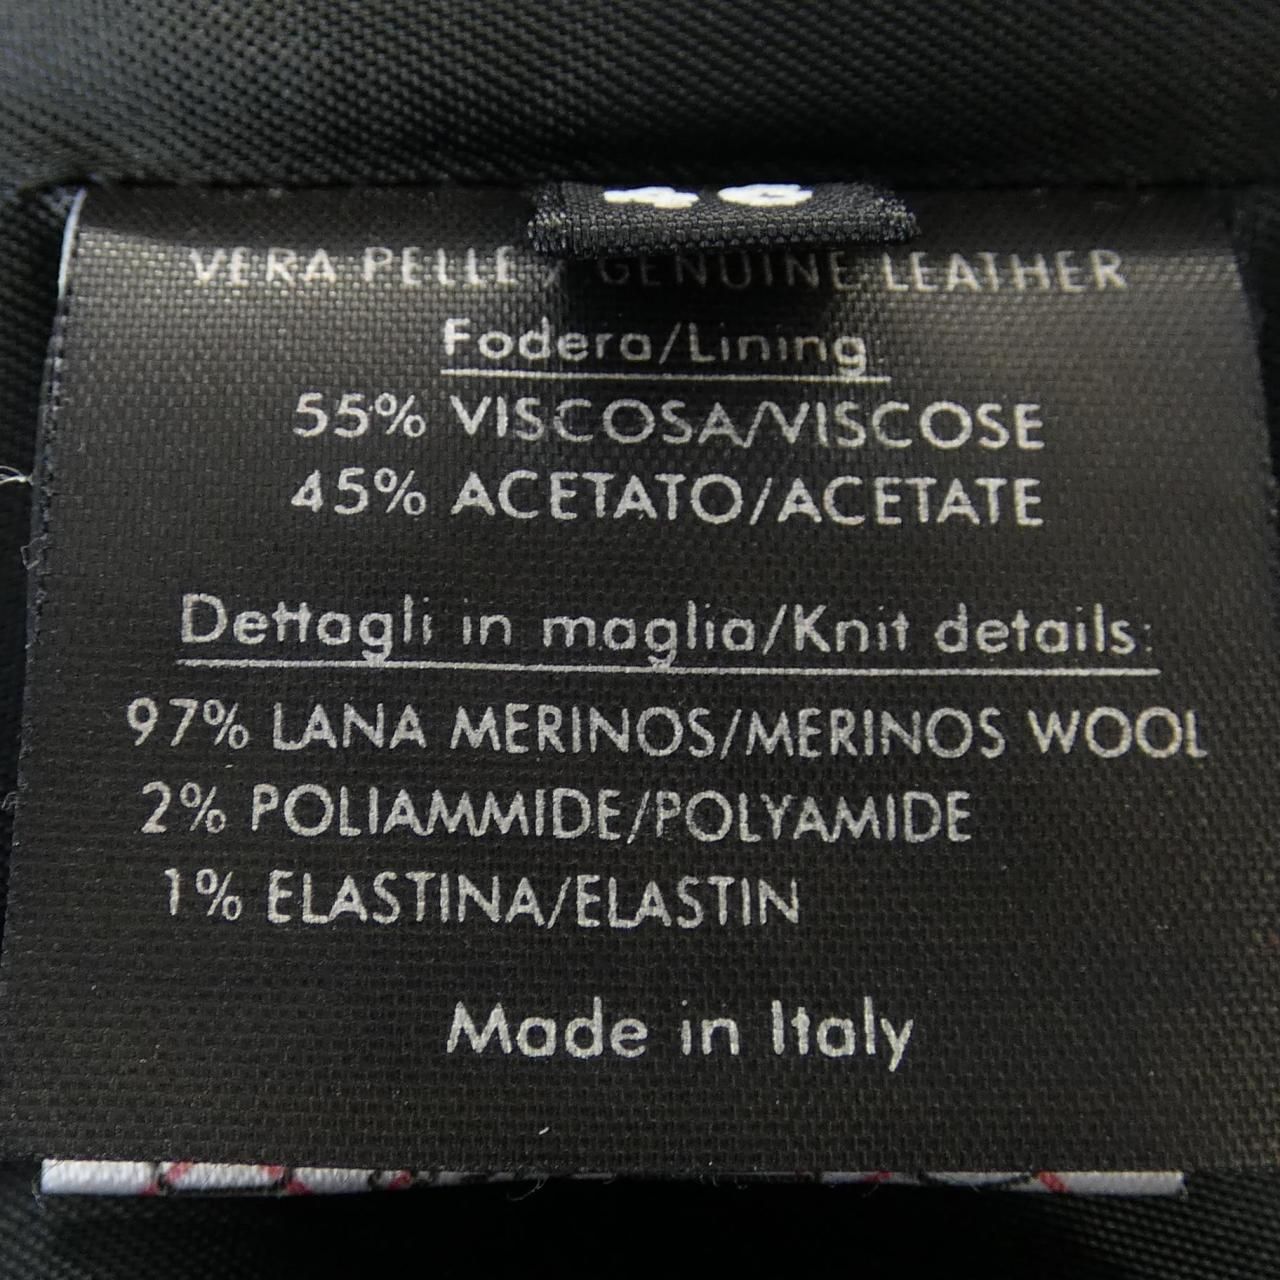 VERA PELLE / GENUINE LEATHER
Fodera/Lining
55% VISCOSA/VISCOSE
45% ACETATO/ACETATE
Dettagli in maglia/Knit details:
97% LANA MERINOS/MERINOS WOOL
2% POLIAMMIDE/POLYAMIDE
1% ELASTINA/ELASTIN
Made in Italy